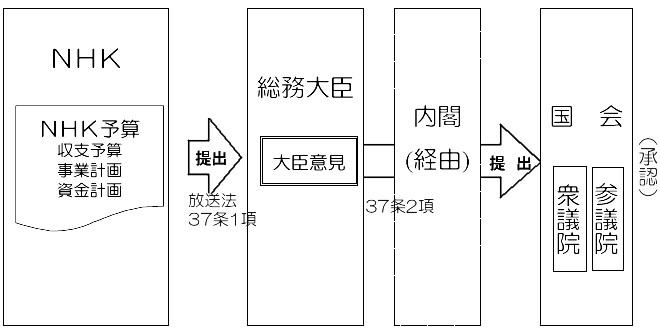 NHK
NHK予算
収支予算
事業計画
資金計画
提出
放送法
37条1項
総務大臣
大臣意見
37条2項
内閣
(経由)
提 出
国 会
衆議院
参議院
(承認)